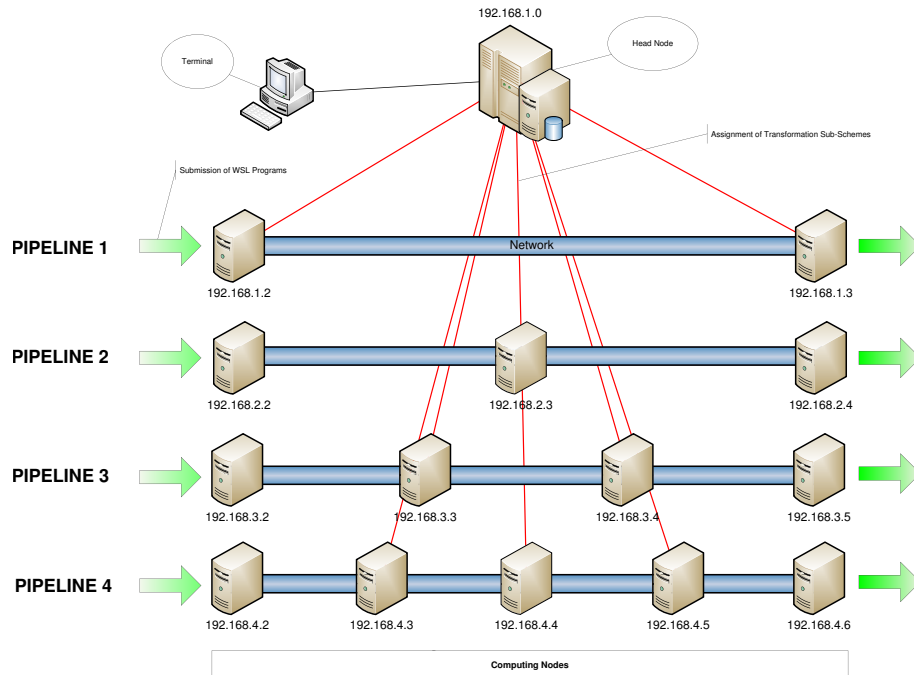 192.168.1.0
Terminal
Head Node
Assignment of Transformation Sub-Schemes
Submission of WSL Programs
PIPELINE 1
Network
192.168.1.2
192.168.1.3
PIPELINE 2
192.168.2.2
192.168.2.3
192.168.2.4
PIPELINE 3
192.168.3.2
192.168.3.3
192.168.3.4
192.168.3.5
PIPELINE 4
192.168.4.2
192.168.4.3
192.168.4.4
192.168.4.5
192.168.4.6
Computing Nodes